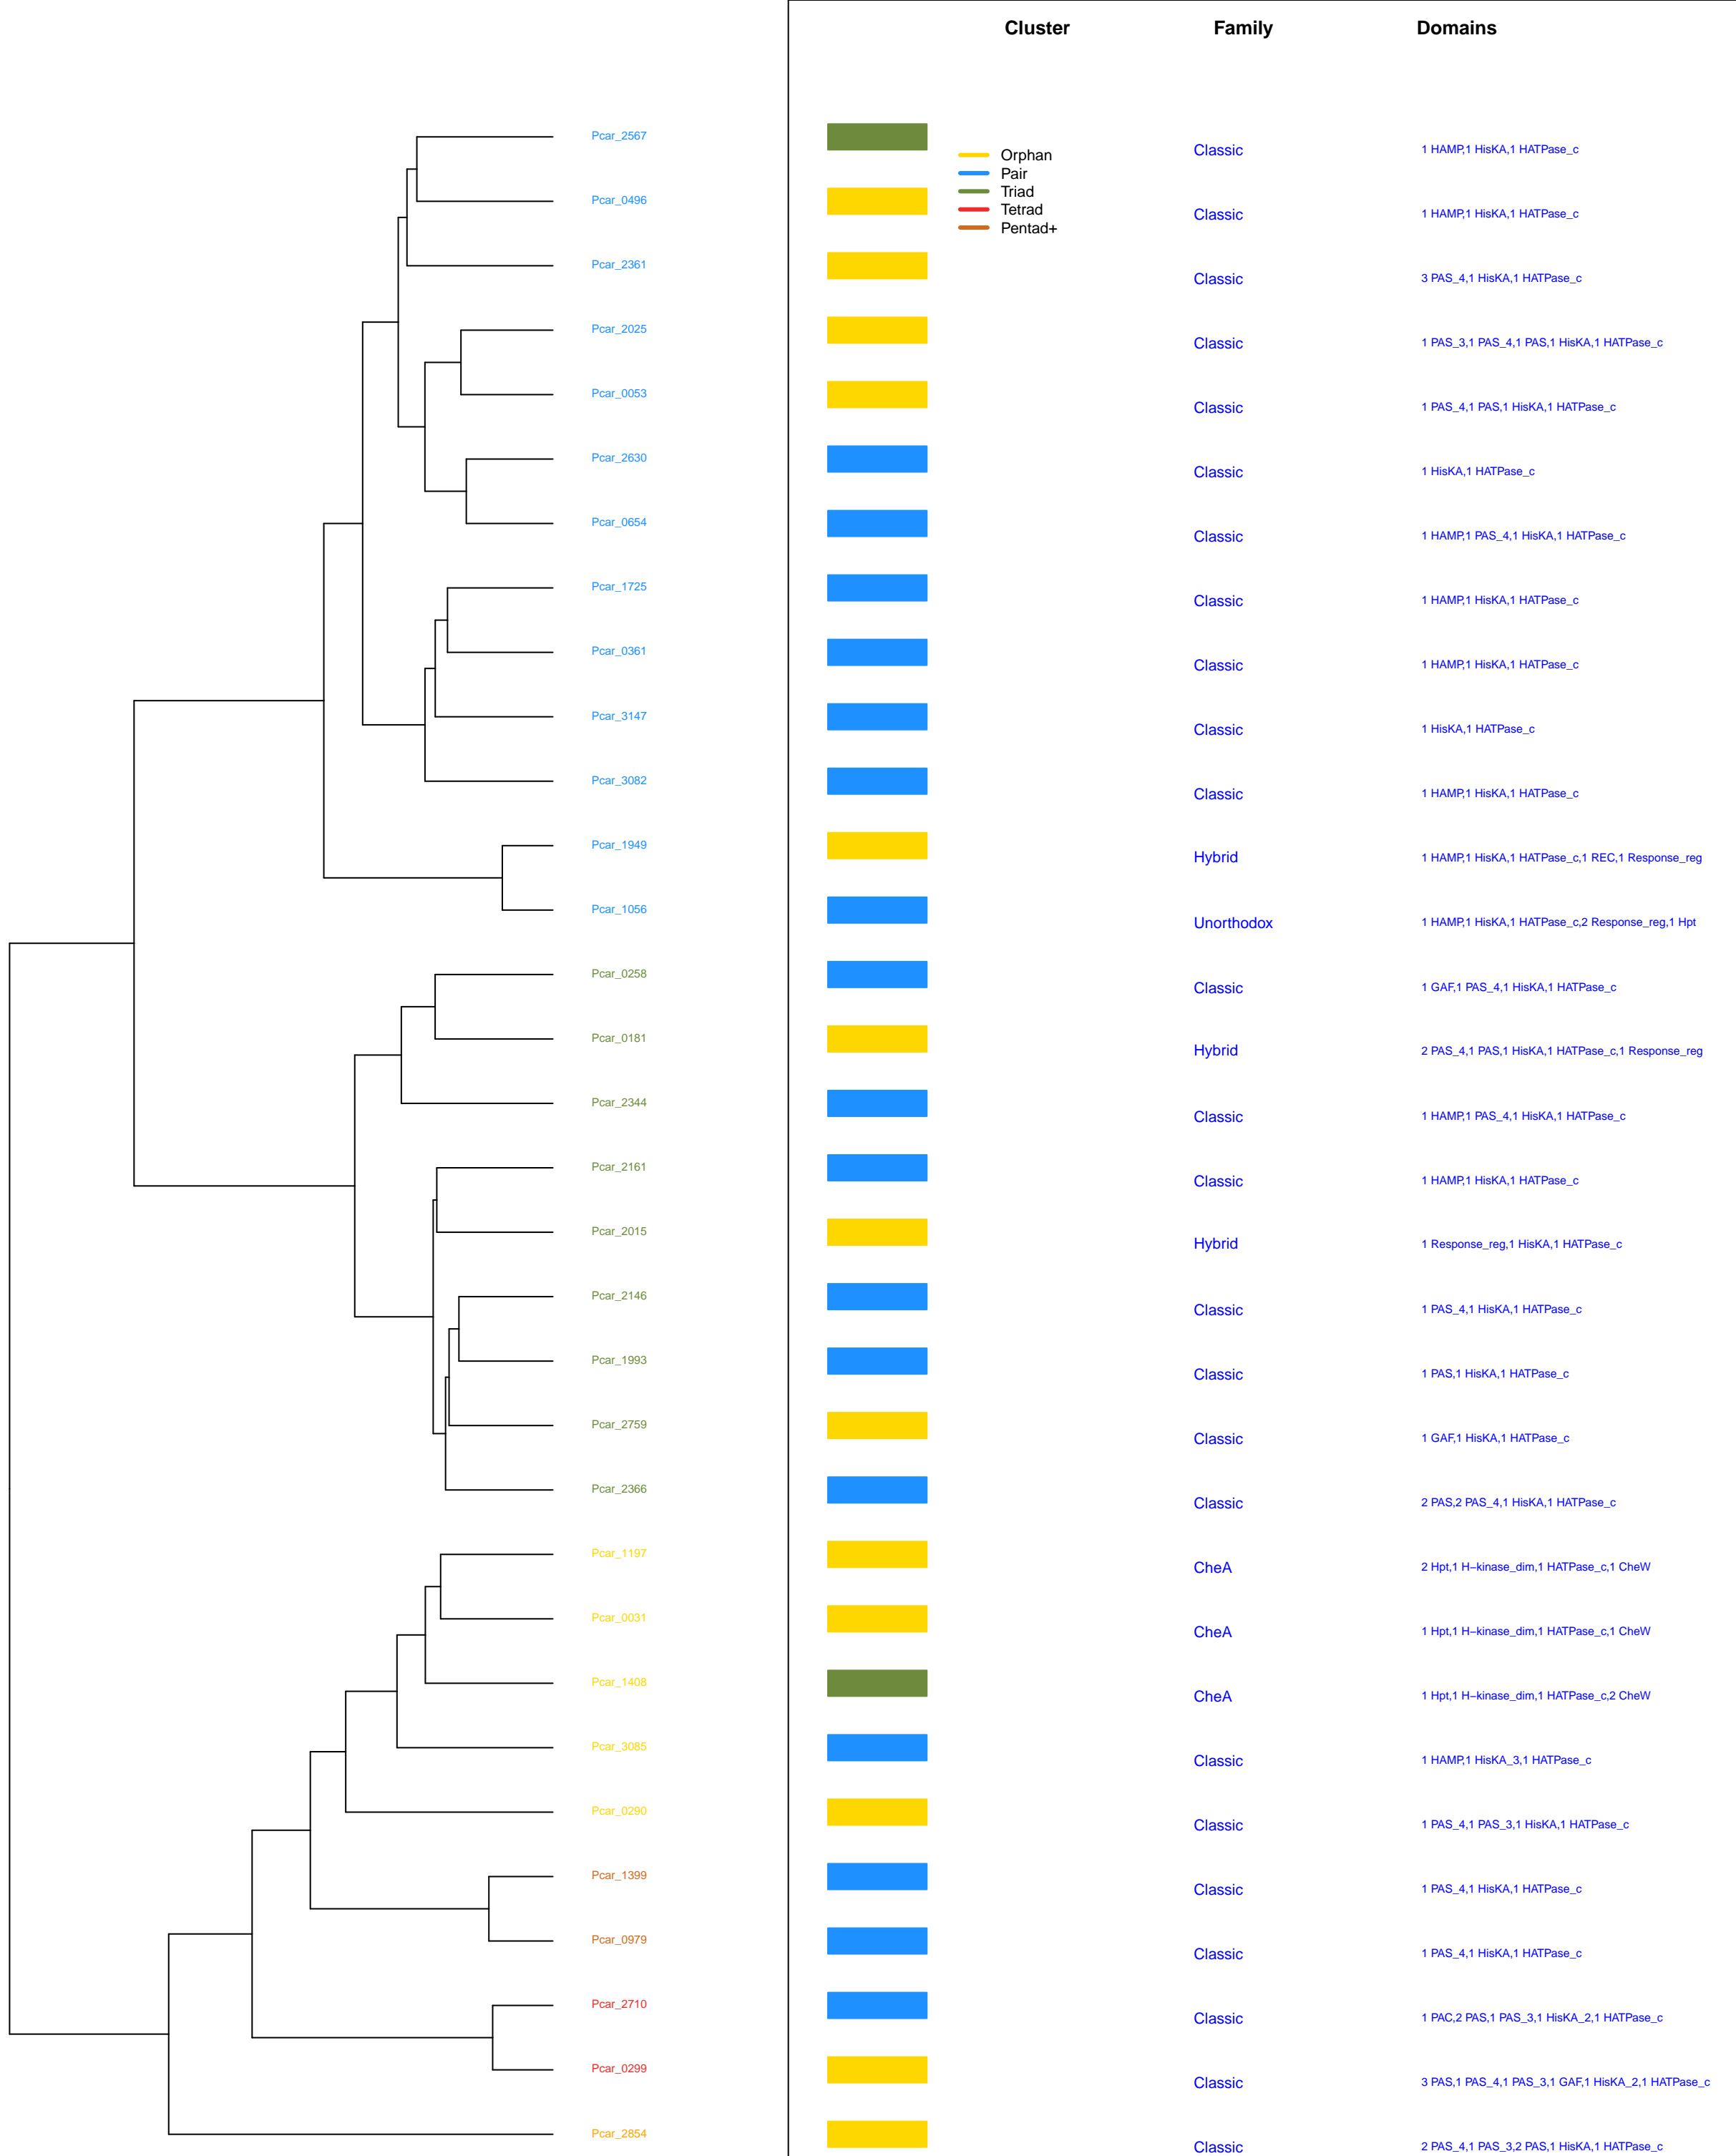 Cluster Family Domains
Pcar_2567 Classic 1 HAMP,1 HisKA,1 HATPase_c
Orphan
Pair
Triad
Tetrad
Pentad+
Pcar_0496 Classic 1 HAMP,1 HisKA,1 HATPase_c
Pcar_2361 Classic 3 PAS_4,1 HisKA,1 HATPase_c
Pcar_2025 Classic 1 PAS_3,1 PAS_4,1 PAS,1 HisKA,1 HATPase_c
Pcar_0053 Classic 1 PAS_4,1 PAS,1 HisKA,1 HATPase_c
Pcar_2630 Classic 1 HisKA,1 HATPase_c
Pcar_0654 Classic 1 HAMP,1 PAS_4,1 HisKA,1 HATPase_c
Pcar_1725 Classic 1 HAMP,1 HisKA,1 HATPase_c
Pcar_0361 Classic 1 HAMP,1 HisKA,1 HATPase_c
Pcar_3147 Classic 1 HisKA,1 HATPase_c
Pcar_3082 Classic 1 HAMP,1 HisKA,1 HATPase_c
Pcar_1949 Hybrid 1 HAMP,1 HisKA,1 HATPase_c,1 REC,1 Response_reg
Pcar_1056 Unorthodox 1 HAMP,1 HisKA,1 HATPase_c,2 Response_reg,1 Hpt
Pcar_0258 Classic 1 GAF,1 PAS_4,1 HisKA,1 HATPase_c
Pcar_0181 Hybrid 2 PAS_4,1 PAS,1 HisKA,1 HATPase_c,1 Response_reg
Pcar_2344 Classic 1 HAMP,1 PAS_4,1 HisKA,1 HATPase_c
Pcar_2161 Classic 1 HAMP,1 HisKA,1 HATPase_c
Pcar_2015 Hybrid 1 Response_reg,1 HisKA,1 HATPase_c
Pcar_2146 Classic 1 PAS_4,1 HisKA,1 HATPase_c
Pcar_1993 Classic 1 PAS,1 HisKA,1 HATPase_c
Pcar_2759 Classic 1 GAF,1 HisKA,1 HATPase_c
Pcar_2366 Classic 2 PAS,2 PAS_4,1 HisKA,1 HATPase_c
Pcar_1197 CheA 2 Hpt,1 H−kinase_dim,1 HATPase_c,1 CheW
Pcar_0031 CheA 1 Hpt,1 H−kinase_dim,1 HATPase_c,1 CheW
Pcar_1408 CheA 1 Hpt,1 H−kinase_dim,1 HATPase_c,2 CheW
Pcar_3085 Classic 1 HAMP,1 HisKA_3,1 HATPase_c
Pcar_0290 Classic 1 PAS_4,1 PAS_3,1 HisKA,1 HATPase_c
Pcar_1399 Classic 1 PAS_4,1 HisKA,1 HATPase_c
Pcar_0979 Classic 1 PAS_4,1 HisKA,1 HATPase_c
Pcar_2710 Classic 1 PAC,2 PAS,1 PAS_3,1 HisKA_2,1 HATPase_c
Pcar_0299 Classic 3 PAS,1 PAS_4,1 PAS_3,1 GAF,1 HisKA_2,1 HATPase_c
Pcar_2854 Classic 2 PAS_4,1 PAS_3,2 PAS,1 HisKA,1 HATPase_c